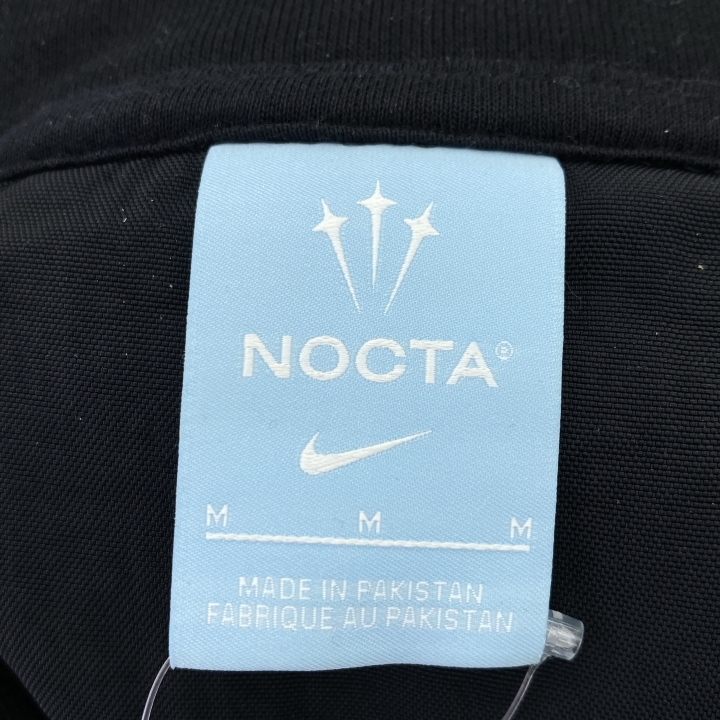 NOCTA®
M M M
MADE IN PAKISTAN
FABRIQUE AU PAKISTAN